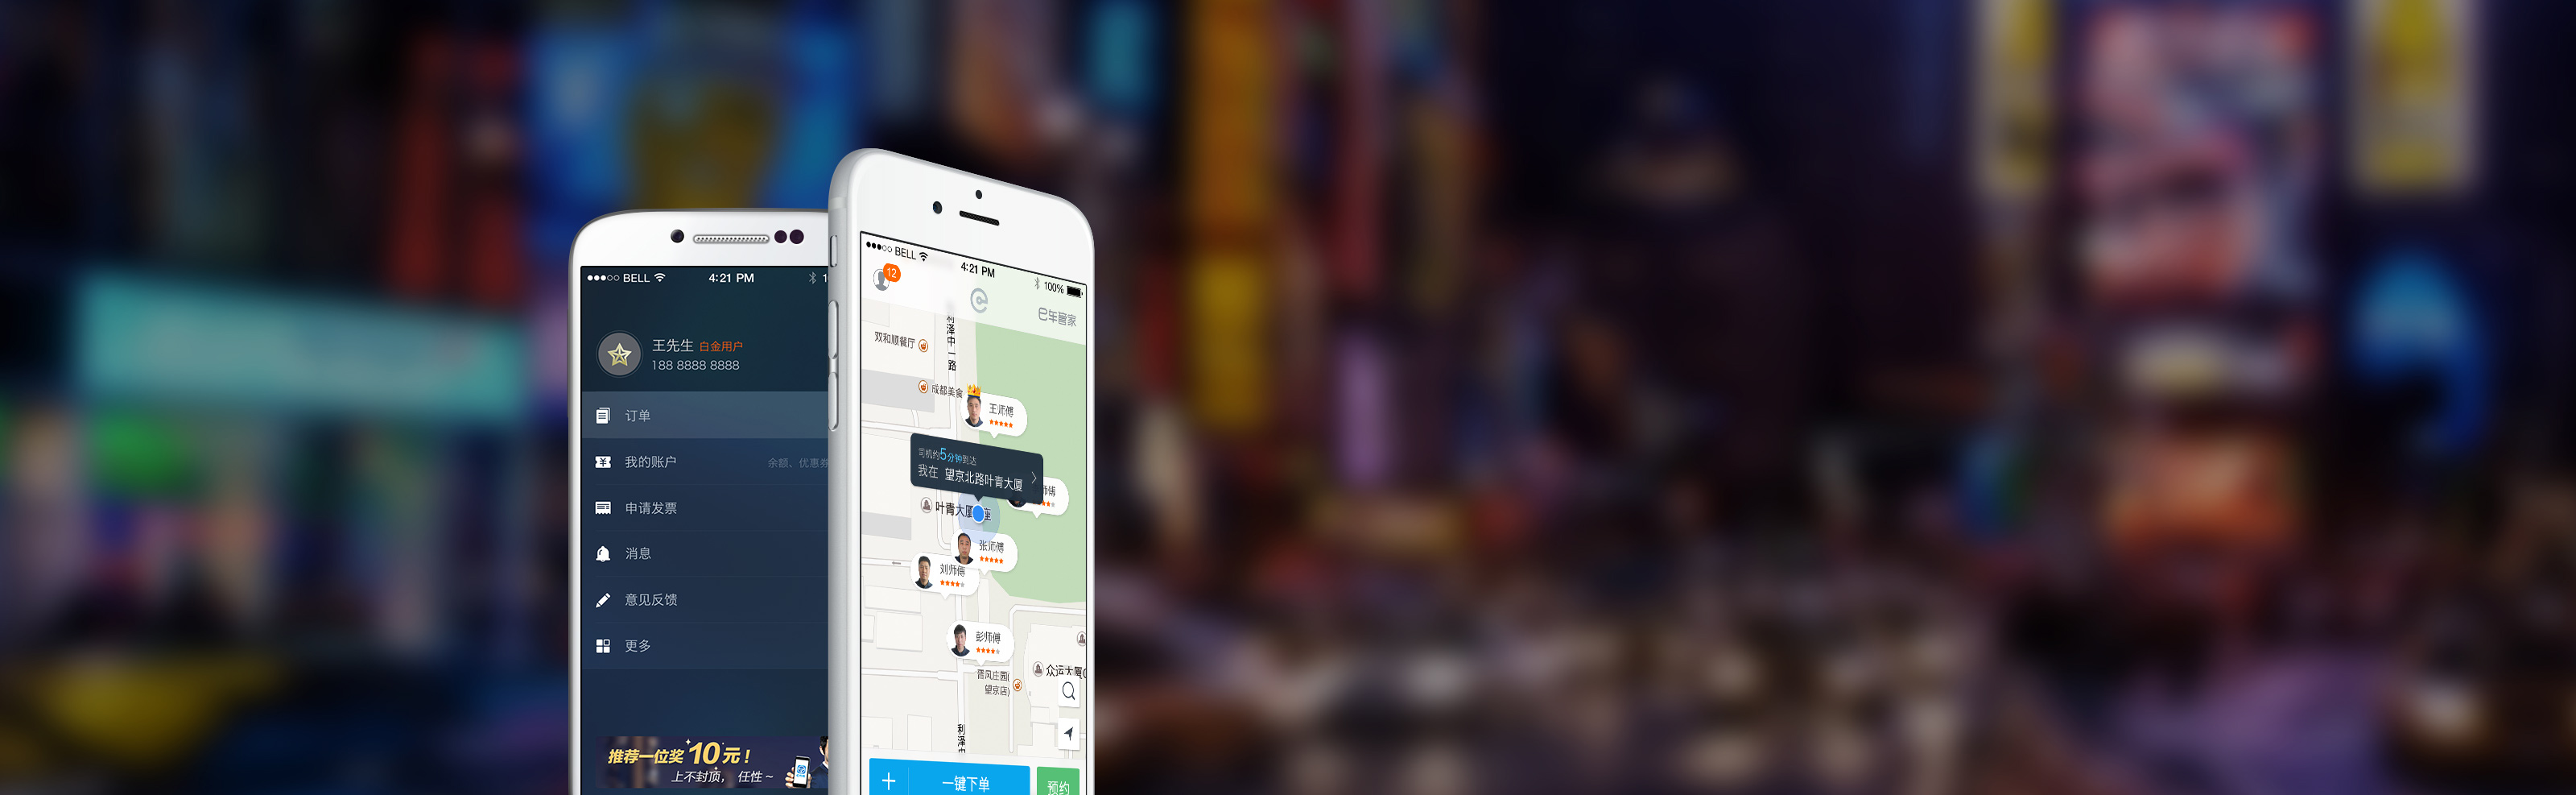 BELL
4:21 PM
王先生 白金用户
188 8888 8888
订单
我的账户
余额、优惠券
申请发票
消息
意见反馈
更多
推荐一位奖10元！
上不封顶， 任性~
BELL
4:21 PM
100%
12
e
巳车管家
利泽中一路
双和顺餐厅
成都美食
王师傅
司机约5分钟到达
我在 望京北路叶青大厦
师傅
叶青大厦 座
张师傅
刘师傅
彭师傅
晋风庄园(
望京店)
众运大厦
利泽中
一键下单
预约